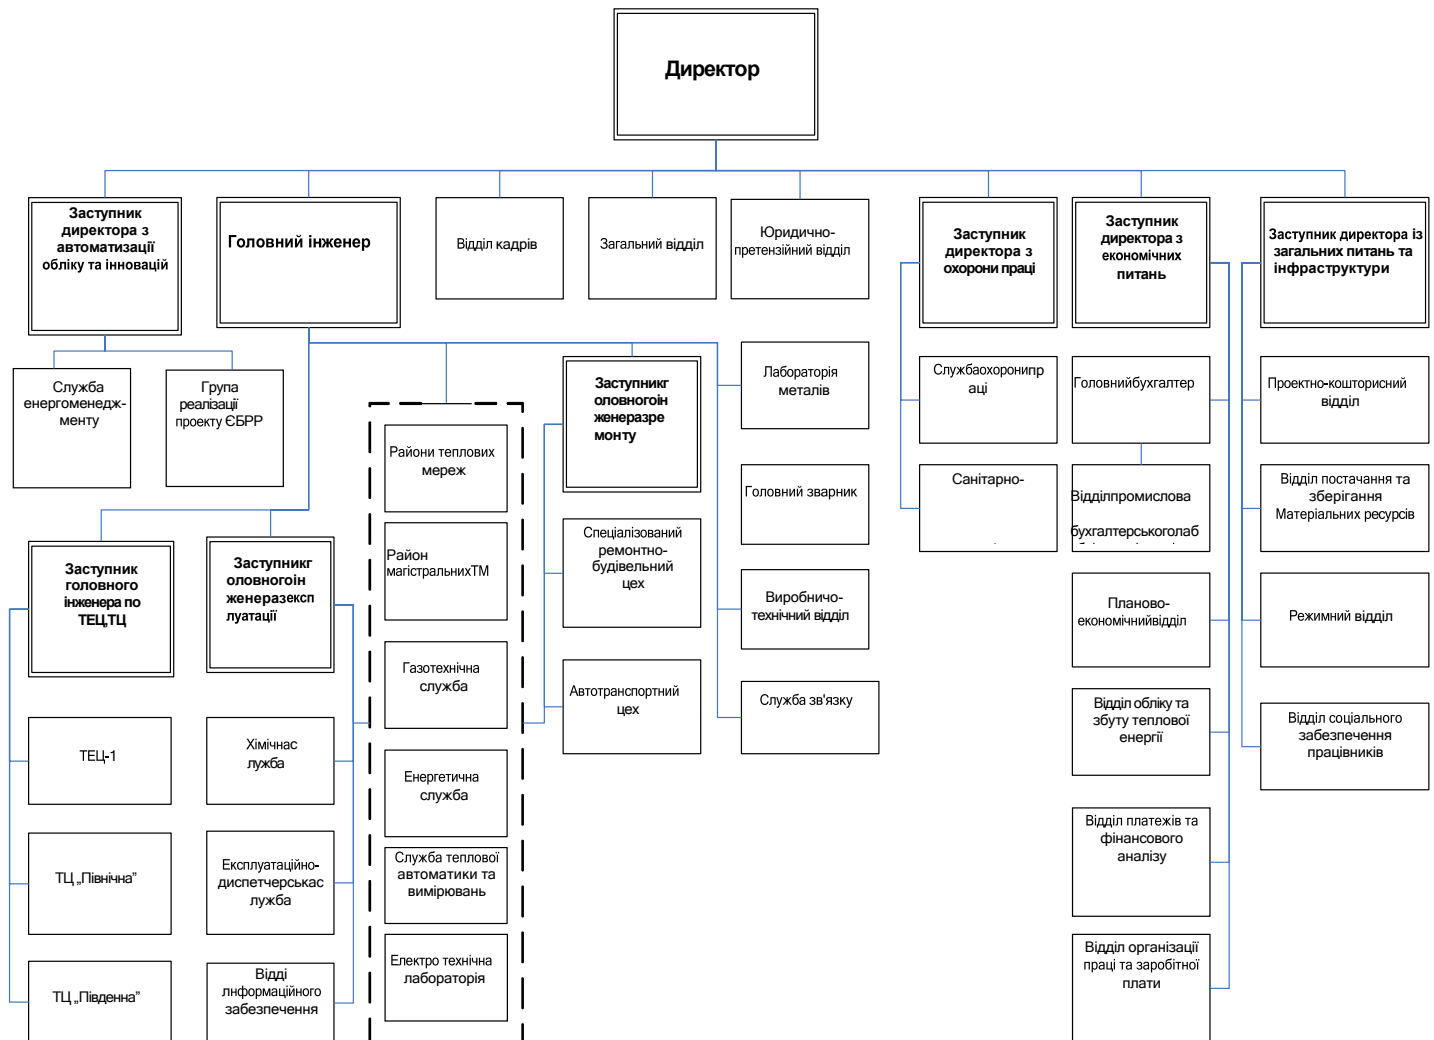 Директор
Заступник
директора з
автоматизації
обліку та інновацій
Головний інженер
Відділ кадрів
Загальний відділ
Юридично-
претензійний відділ
Заступник
директора з
охорони праці
Заступник
директора з
економічних
питань
Заступник директора із
загальних питань та
інфраструктури
Служба
енергоменедж-
менту
Група
реалізації
проекту ЄБРР
Райони теплових
мереж
Район
магістральнихТМ
Газотехнічна
служба
Енергетична
служба
Служба теплової
автоматики та
вимірювань
Електро технічна
лабораторія
Заступникг
оловногоін
женеразре
монту
Спеціалізований
ремонтно-
будівельний
цех
Автотранспортний
цех
Лабораторія
металів
Головний зварник
Виробничо-
технічний відділ
Служба зв'язку
Службаохоронипр
аці
Санітарно-
Головнийбухгалтер
Відділпромислова
бухгалтерськоголаб
Планово-
економічнийвідділ
Відділ обліку та
збуту теплової
енергії
Відділ платежів та
фінансового
аналізу
Відділ організації
праці та заробітної
плати
Проектно-кошторисний
відділ
Відділ постачання та
зберігання
Матеріальних ресурсів
Режимний відділ
Відділ соціального
забезпечення
працівників
Заступник
головного
інженера по
ТЕЦ,ТЦ
ТЕЦ-1
ТЦ „Північна”
ТЦ „Південна”
Заступникг
оловногоін
женеразексп
луатації
Хімічнас
лужба
Експлуатаційно-
диспетчерськас
лужба
Відді
лнформаційного
забезпечення